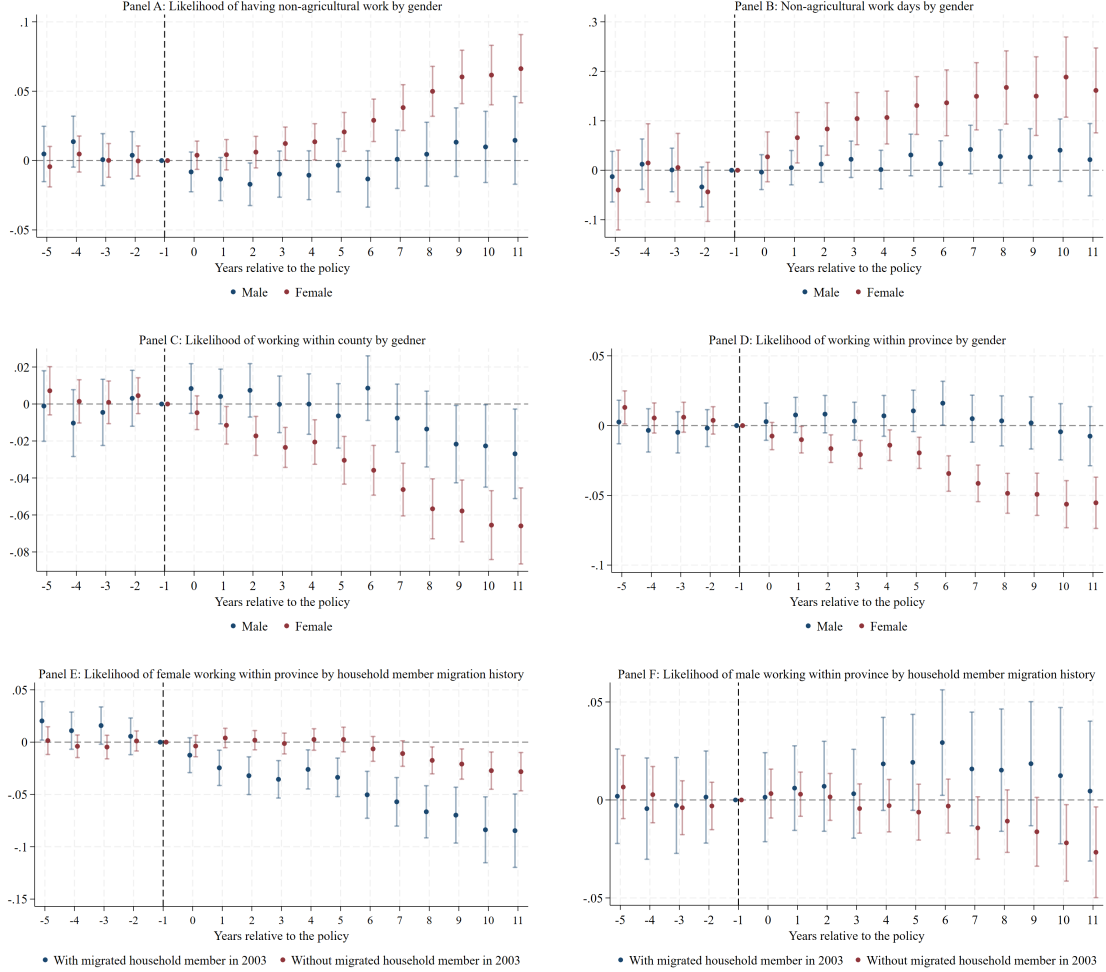 Panel A: Likelihood of having non-agricultural work by gender
.1
.05
0
-.05
-5 -4 -3 -2 -1 0 1 2 3 4 5 6 7 8 9 10 11
Years relative to the policy
Male Female
Panel B: Non-agricultural work days by gender
.3
.2
.1
0
-.1
-5 -4 -3 -2 -1 0 1 2 3 4 5 6 7 8 9 10 11
Years relative to the policy
Male Female
Panel C: Likelihood of working within county by gedner
.02
0
-.02
-.04
-.06
-.08
-5 -4 -3 -2 -1 0 1 2 3 4 5 6 7 8 9 10 11
Years relative to the policy
Male Female
Panel D: Likelihood of working within province by gender
.05
0
-.05
-.1
-5 -4 -3 -2 -1 0 1 2 3 4 5 6 7 8 9 10 11
Years relative to the policy
Male Female
Panel E: Likelihood of female working within province by household member migration history
.05
0
-.05
-.1
-.15
-5 -4 -3 -2 -1 0 1 2 3 4 5 6 7 8 9 10 11
Years relative to the policy
With migrated household member in 2003 Without migrated household member in 2003
Panel F: Likelihood of male working within province by household member migration history
.05
0
-.05
-5 -4 -3 -2 -1 0 1 2 3 4 5 6 7 8 9 10 11
Years relative to the policy
With migrated household member in 2003 Without migrated household member in 2003